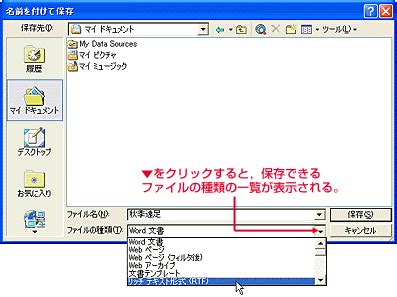 名前を付けて保存
保存先(I):
マイ ドキュメント
ツール(L)
履歴
マイ ドキュメント
デスクトップ
お気に入り
My Data Sources
マイ ピクチャ
マイ ミュージック
▼をクリックすると，保存できる
ファイルの種類の一覧が表示される。
ファイル名(N):
秋季遠足
保存(S)
ファイルの種類(T):
Word 文書
キャンセル
Word 文書
Web ページ
Web ページ (フィルタ後)
Web アーカイブ
文書テンプレート
リッチ テキスト形式 (RTF)